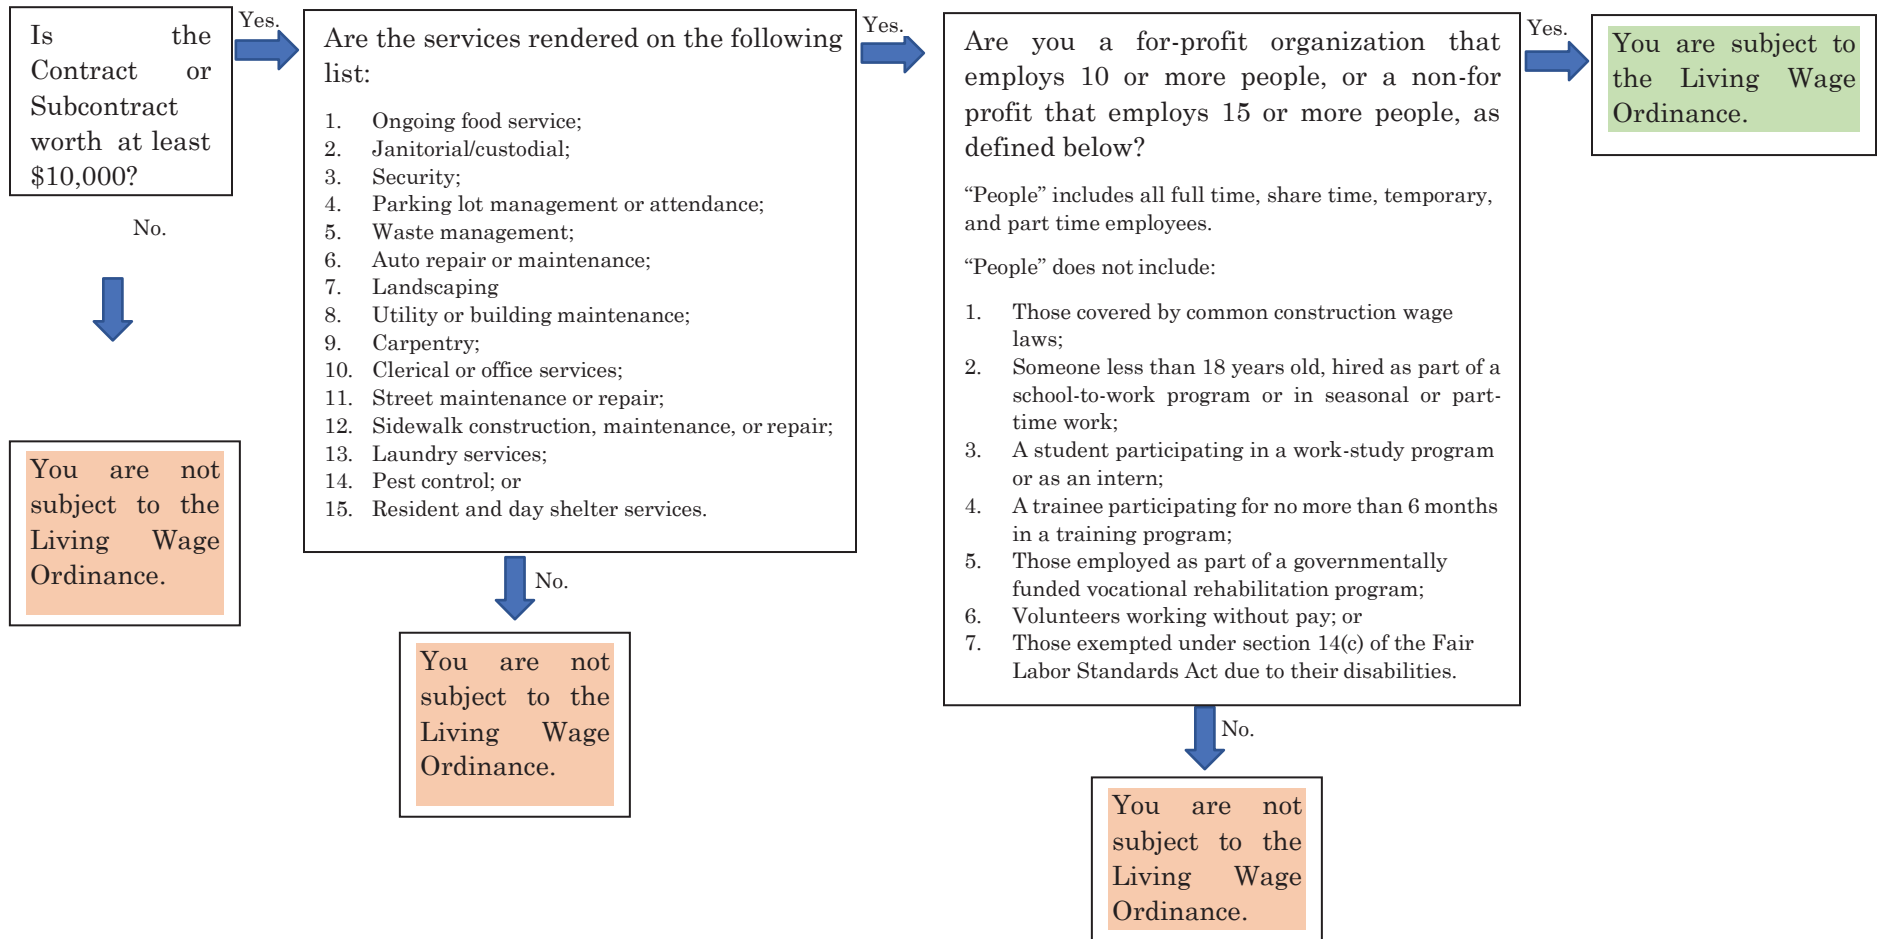 Is the
Contract or
Subcontract
worth at least
$10,000?
Yes.
No.
You are not
subject to the
Living Wage
Ordinance.
Are the services rendered on the following
list:
1. Ongoing food service;
2. Janitorial/custodial;
3. Security;
4. Parking lot management or attendance;
5. Waste management;
6. Auto repair or maintenance;
7. Landscaping
8. Utility or building maintenance;
9. Carpentry;
10. Clerical or office services;
11. Street maintenance or repair;
12. Sidewalk construction, maintenance, or repair;
13. Laundry services;
14. Pest control; or
15. Resident and day shelter services.
Yes.
No.
You are not
subject to the
Living Wage
Ordinance.
Are you a for-profit organization that
employs 10 or more people, or a non-for
profit that employs 15 or more people, as
defined below?
“People” includes all full time, share time, temporary,
and part time employees.
“People” does not include:
1. Those covered by common construction wage
laws;
2. Someone less than 18 years old, hired as part of a
school-to-work program or in seasonal or part-
time work;
3. A student participating in a work-study program
or as an intern;
4. A trainee participating for no more than 6 months
in a training program;
5. Those employed as part of a governmentally
funded vocational rehabilitation program;
6. Volunteers working without pay; or
7. Those exempted under section 14(c) of the Fair
Labor Standards Act due to their disabilities.
Yes.
No.
You are not
subject to the
Living Wage
Ordinance.
You are subject to
the Living Wage
Ordinance.